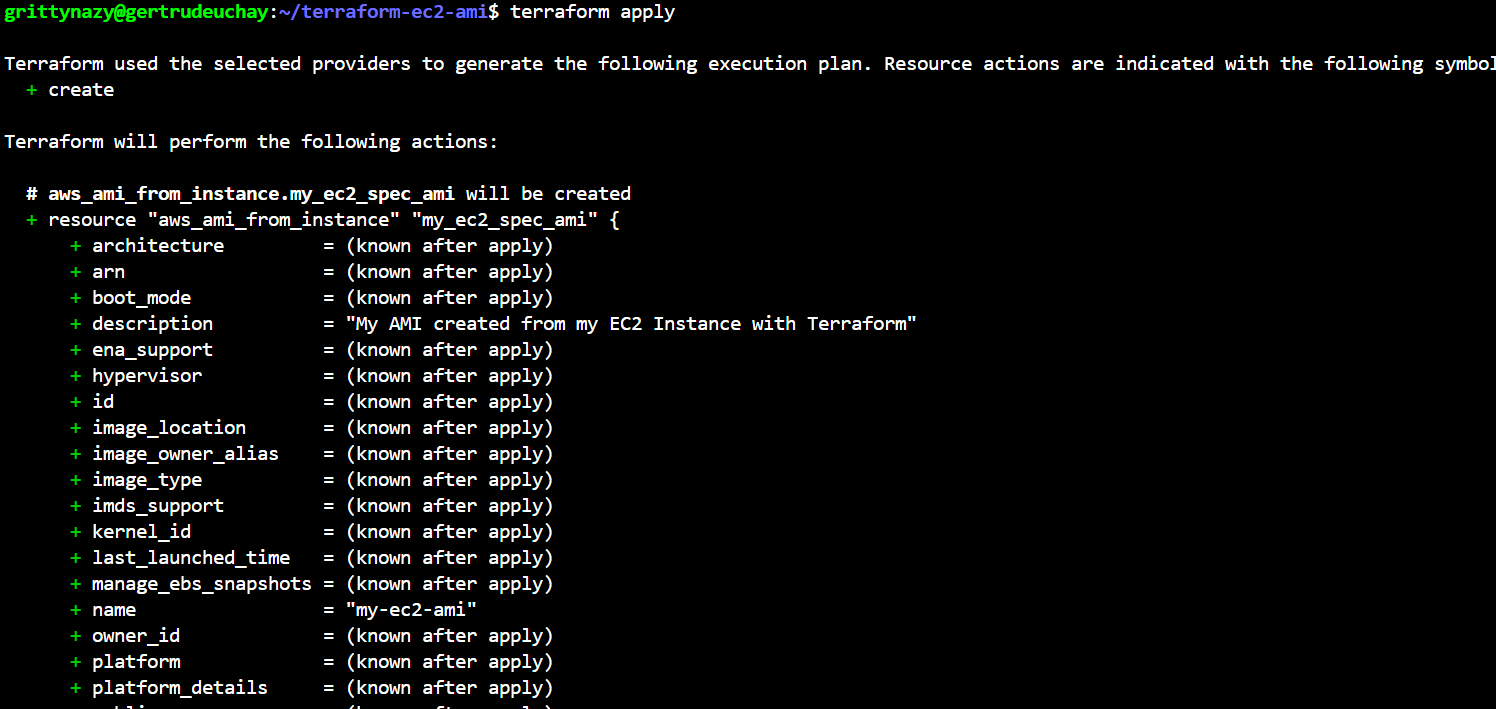 grittynazy@gertrudeuchay:~/terraform-ec2-ami$ terraform apply
Terraform used the selected providers to generate the following execution plan. Resource actions are indicated with the following
+ create
Terraform will perform the following actions:
# aws_ami_from_instance.my_ec2_spec_ami will be created
+ resource "aws_ami_from_instance" "my_ec2_spec_ami" {
+ architecture = (known after apply)
+ arn = (known after apply)
+ boot_mode = (known after apply)
+ description = "My AMI created from my EC2 Instance with Terraform"
+ ena_support = (known after apply)
+ hypervisor = (known after apply)
+ id = (known after apply)
+ image_location = (known after apply)
+ image_owner_alias = (known after apply)
+ image_type = (known after apply)
+ imds_support = (known after apply)
+ kernel_id = (known after apply)
+ last_launched_time = (known after apply)
+ manage_ebs_snapshots = (known after apply)
+ name = "my-ec2-ami"
+ owner_id = (known after apply)
+ platform = (known after apply)
+ platform_details = (known after apply)